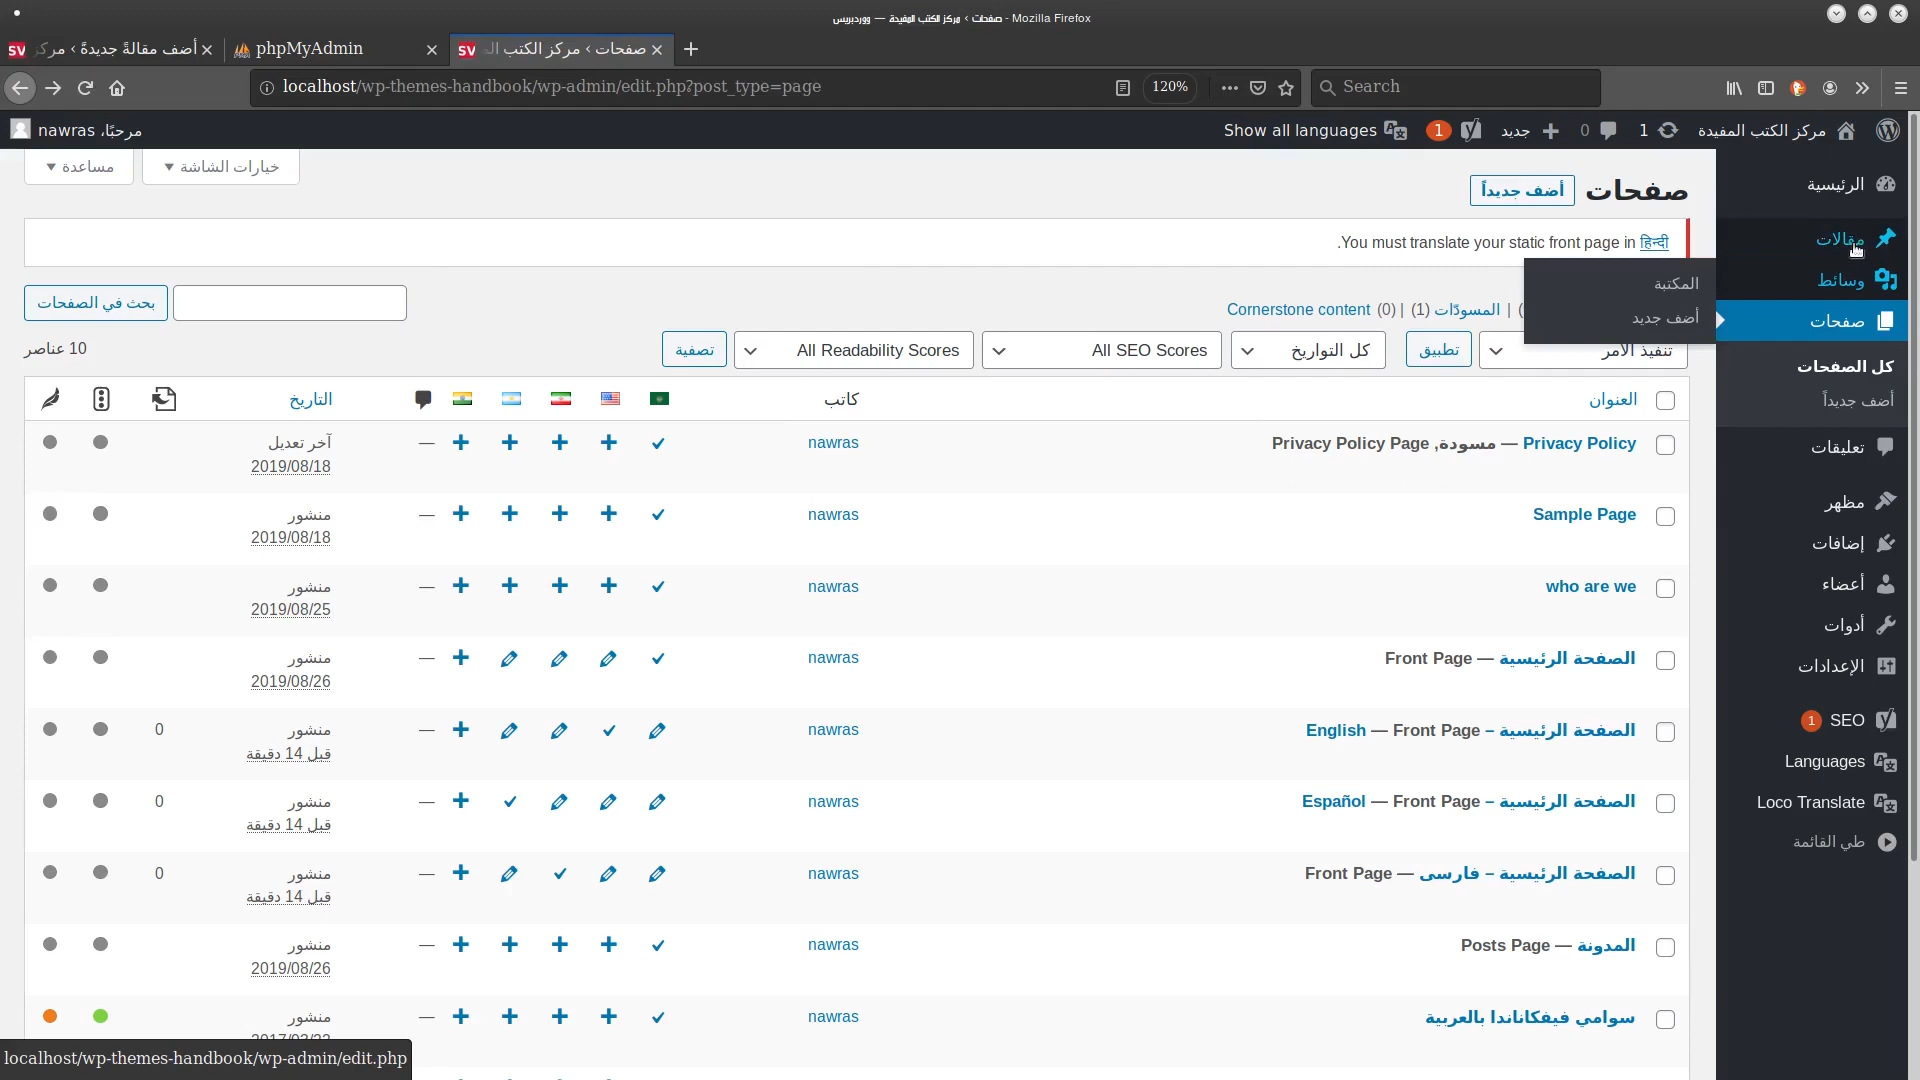 صفحات ‹ مركز الكتب المفيدة — ووردبريس - Mozilla Firefox
أضف مقالةً جديدةً ‹ مركز
phpMyAdmin
صفحات ‹ مركز الكتب
localhost/wp-themes-handbook/wp-admin/edit.php?post_type=page
120%
Search
مركز الكتب المفيدة
1
0
جديد
1
Show all languages
مرحبًا، nawras
خيارات الشاشة
مساعدة
الرئيسية
مقالات
وسائط
المكتبة
أضف جديد
صفحات
كل الصفحات
أضف جديداً
تعليقات
مظهر
إضافات
أعضاء
أدوات
الإعدادات
SEO 1
Languages
Loco Translate
طي القائمة
صفحات
أضف جديداً
You must translate your static front page in हिन्दी.
| المسودّات (1) | Cornerstone content (0)
بحث في الصفحات
تنفيذ الأمر
تطبيق
كل التواريخ
All SEO Scores
All Readability Scores
تصفية
10 عناصر
العنوان
كاتب
التاريخ
Privacy Policy — مسودة, Privacy Policy Page
nawras
—
آخر تعديل
2019/08/18
Sample Page
nawras
—
منشور
2019/08/18
who are we
nawras
—
منشور
2019/08/25
الصفحة الرئيسية — Front Page
nawras
—
منشور
2019/08/26
الصفحة الرئيسية – English — Front Page
nawras
—
منشور
قبل 14 دقيقة
0
الصفحة الرئيسية – Español — Front Page
nawras
—
منشور
قبل 14 دقيقة
0
الصفحة الرئيسية – فارسی — Front Page
nawras
—
منشور
قبل 14 دقيقة
0
المدونة — Posts Page
nawras
—
منشور
2019/08/26
سوامي فيفكاناندا بالعربية
nawras
—
منشور
localhost/wp-themes-handbook/wp-admin/edit.php